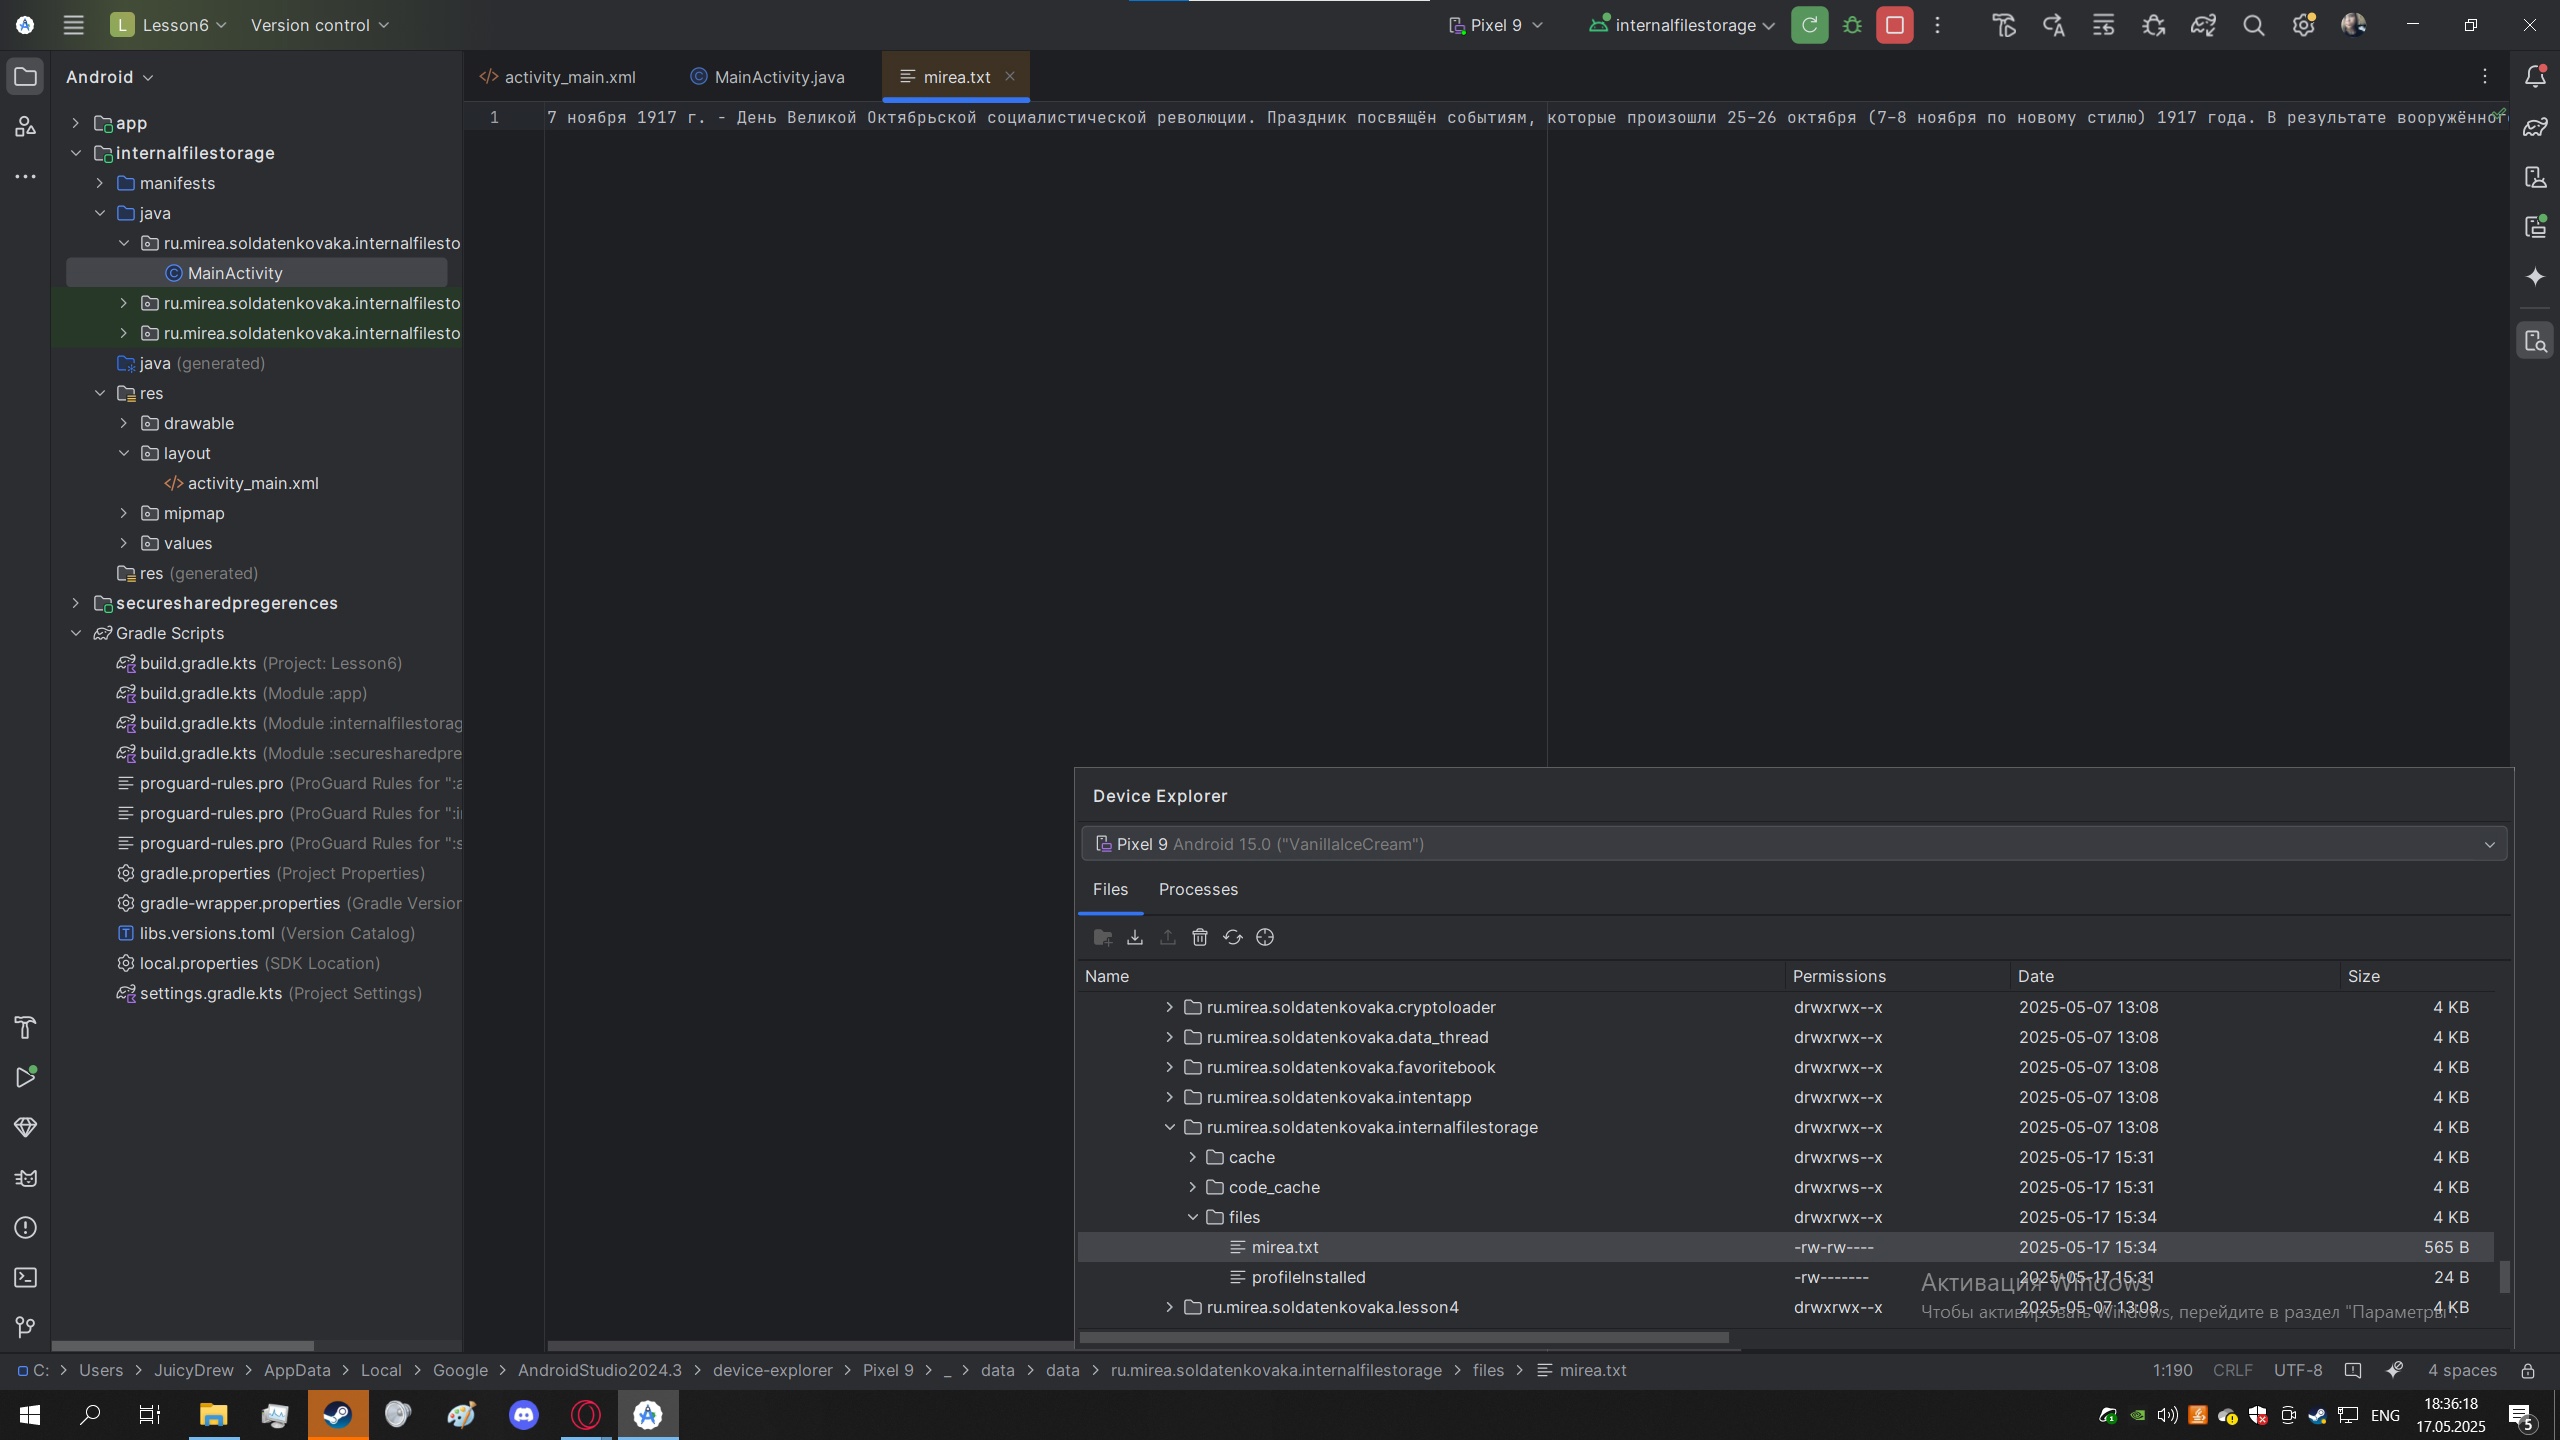 L Lesson6 Version control Pixel 9 internalfilestorage
Android activity_main.xml MainActivity.java mirea.txt
1 7 ноября 1917 г. - День Великой Октябрьской социалистической революции. Праздник посвящён событиям, которые произошли 25-26 октября (7-8 ноября по новому стилю) 1917 года. В результате вооружённог
app
internalfilestorage
manifests
java
ru.mirea.soldatenkovaka.internalfilesto
MainActivity
ru.mirea.soldatenkovaka.internalfilesto
ru.mirea.soldatenkovaka.internalfilesto
java (generated)
res
drawable
layout
activity_main.xml
mipmap
values
res (generated)
securesharedpregerences
Gradle Scripts
build.gradle.kts (Project: Lesson6)
build.gradle.kts (Module :app)
build.gradle.kts (Module :internalfilestorag
build.gradle.kts (Module :securesharedpre
proguard-rules.pro (ProGuard Rules for ":a
proguard-rules.pro (ProGuard Rules for ":i
proguard-rules.pro (ProGuard Rules for ":s
gradle.properties (Project Properties)
gradle-wrapper.properties (Gradle Version
libs.versions.toml (Version Catalog)
local.properties (SDK Location)
settings.gradle.kts (Project Settings)
Device Explorer
Pixel 9 Android 15.0 ("VanillaIceCream")
Files Processes
Name Permissions Date Size
ru.mirea.soldatenkovaka.cryptoloader drwxrwx--x 2025-05-07 13:08 4 KB
ru.mirea.soldatenkovaka.data_thread drwxrwx--x 2025-05-07 13:08 4 KB
ru.mirea.soldatenkovaka.favoritebook drwxrwx--x 2025-05-07 13:08 4 KB
ru.mirea.soldatenkovaka.intentapp drwxrwx--x 2025-05-07 13:08 4 KB
ru.mirea.soldatenkovaka.internalfilestorage drwxrwx--x 2025-05-07 13:08 4 KB
cache drwxrws--x 2025-05-17 15:31 4 KB
code_cache drwxrws--x 2025-05-17 15:31 4 KB
files drwxrwx--x 2025-05-17 15:34 4 KB
mirea.txt -rw-rw---- 2025-05-17 15:34 565 B
profileInstalled -rw------- 2025-05-17 15:31 24 B
Активация Windows
ru.mirea.soldatenkovaka.lesson4 drwxrwx--x 2025-05-07 13:08 4 KB
Чтобы активировать Windows, перейдите в раздел "Параметры".
C: Users JuicyDrew AppData Local Google AndroidStudio2024.3 device-explorer Pixel 9 _ data data ru.mirea.soldatenkovaka.internalfilestorage files mirea.txt 1:190 CRLF UTF-8 4 spaces
ENG 18:36:18
17.05.2025 5